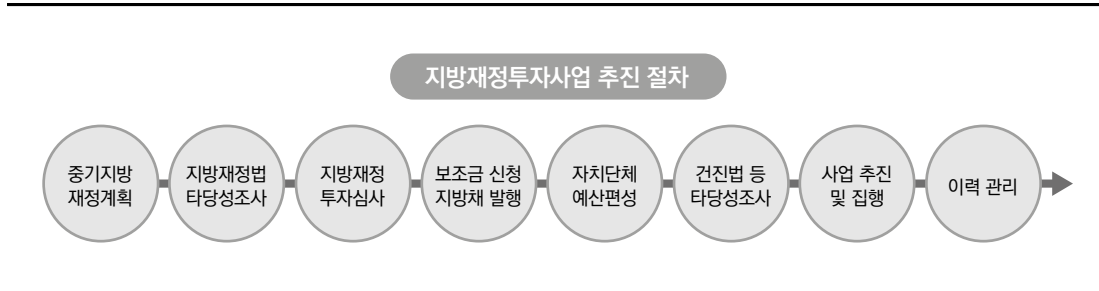 지방재정투자사업 추진 절차
중기지방
재정계획
지방재정법
타당성조사
지방재정
투자심사
보조금 신청
지방채 발행
자치단체
예산편성
건진법 등
타당성조사
사업 추진
및 집행
이력 관리